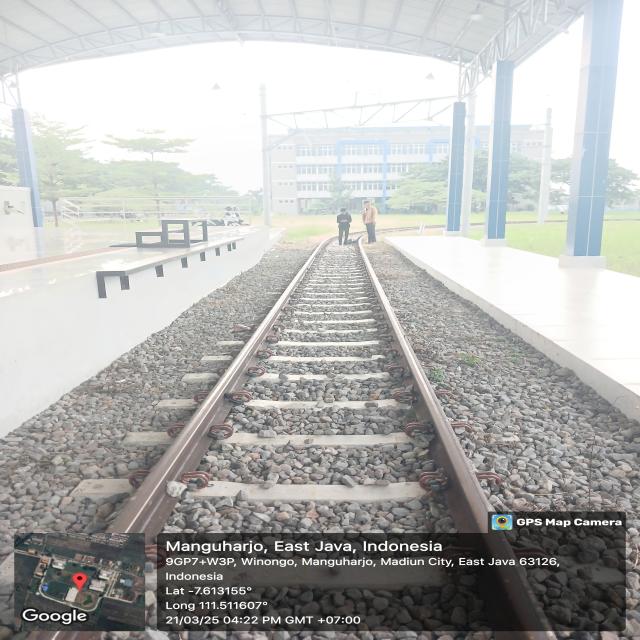 GPS Map Camera
Manguharjo, East Java, Indonesia
9GP7+W3P, Winongo, Manguharjo, Madiun City, East Java 63126,
Indonesia
Lat -7.613155°
Long 111.511607°
21/03/25 04:22 PM GMT +07:00
Google